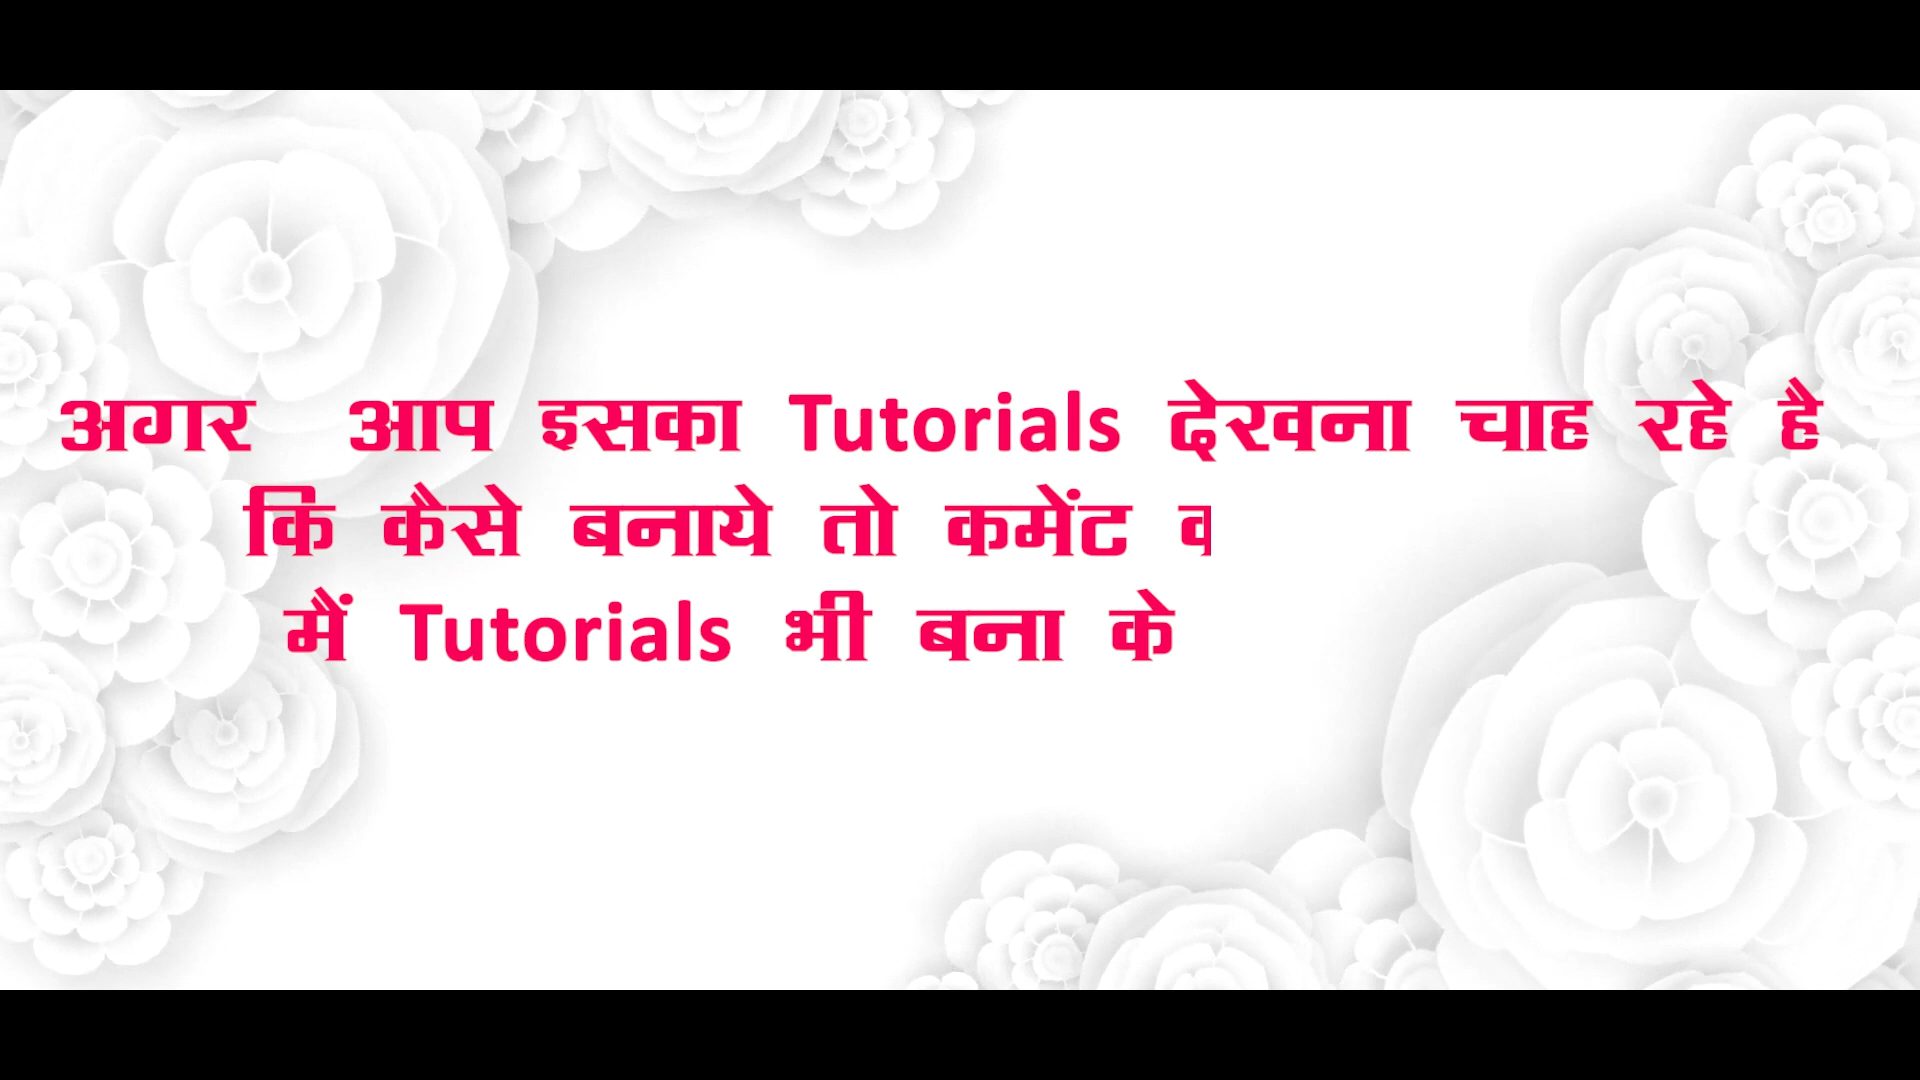 अगर आप इसका Tutorials देखना चाह रहे है
कि कैसे बनाये तो कमेंट
मैं Tutorials भी बना के